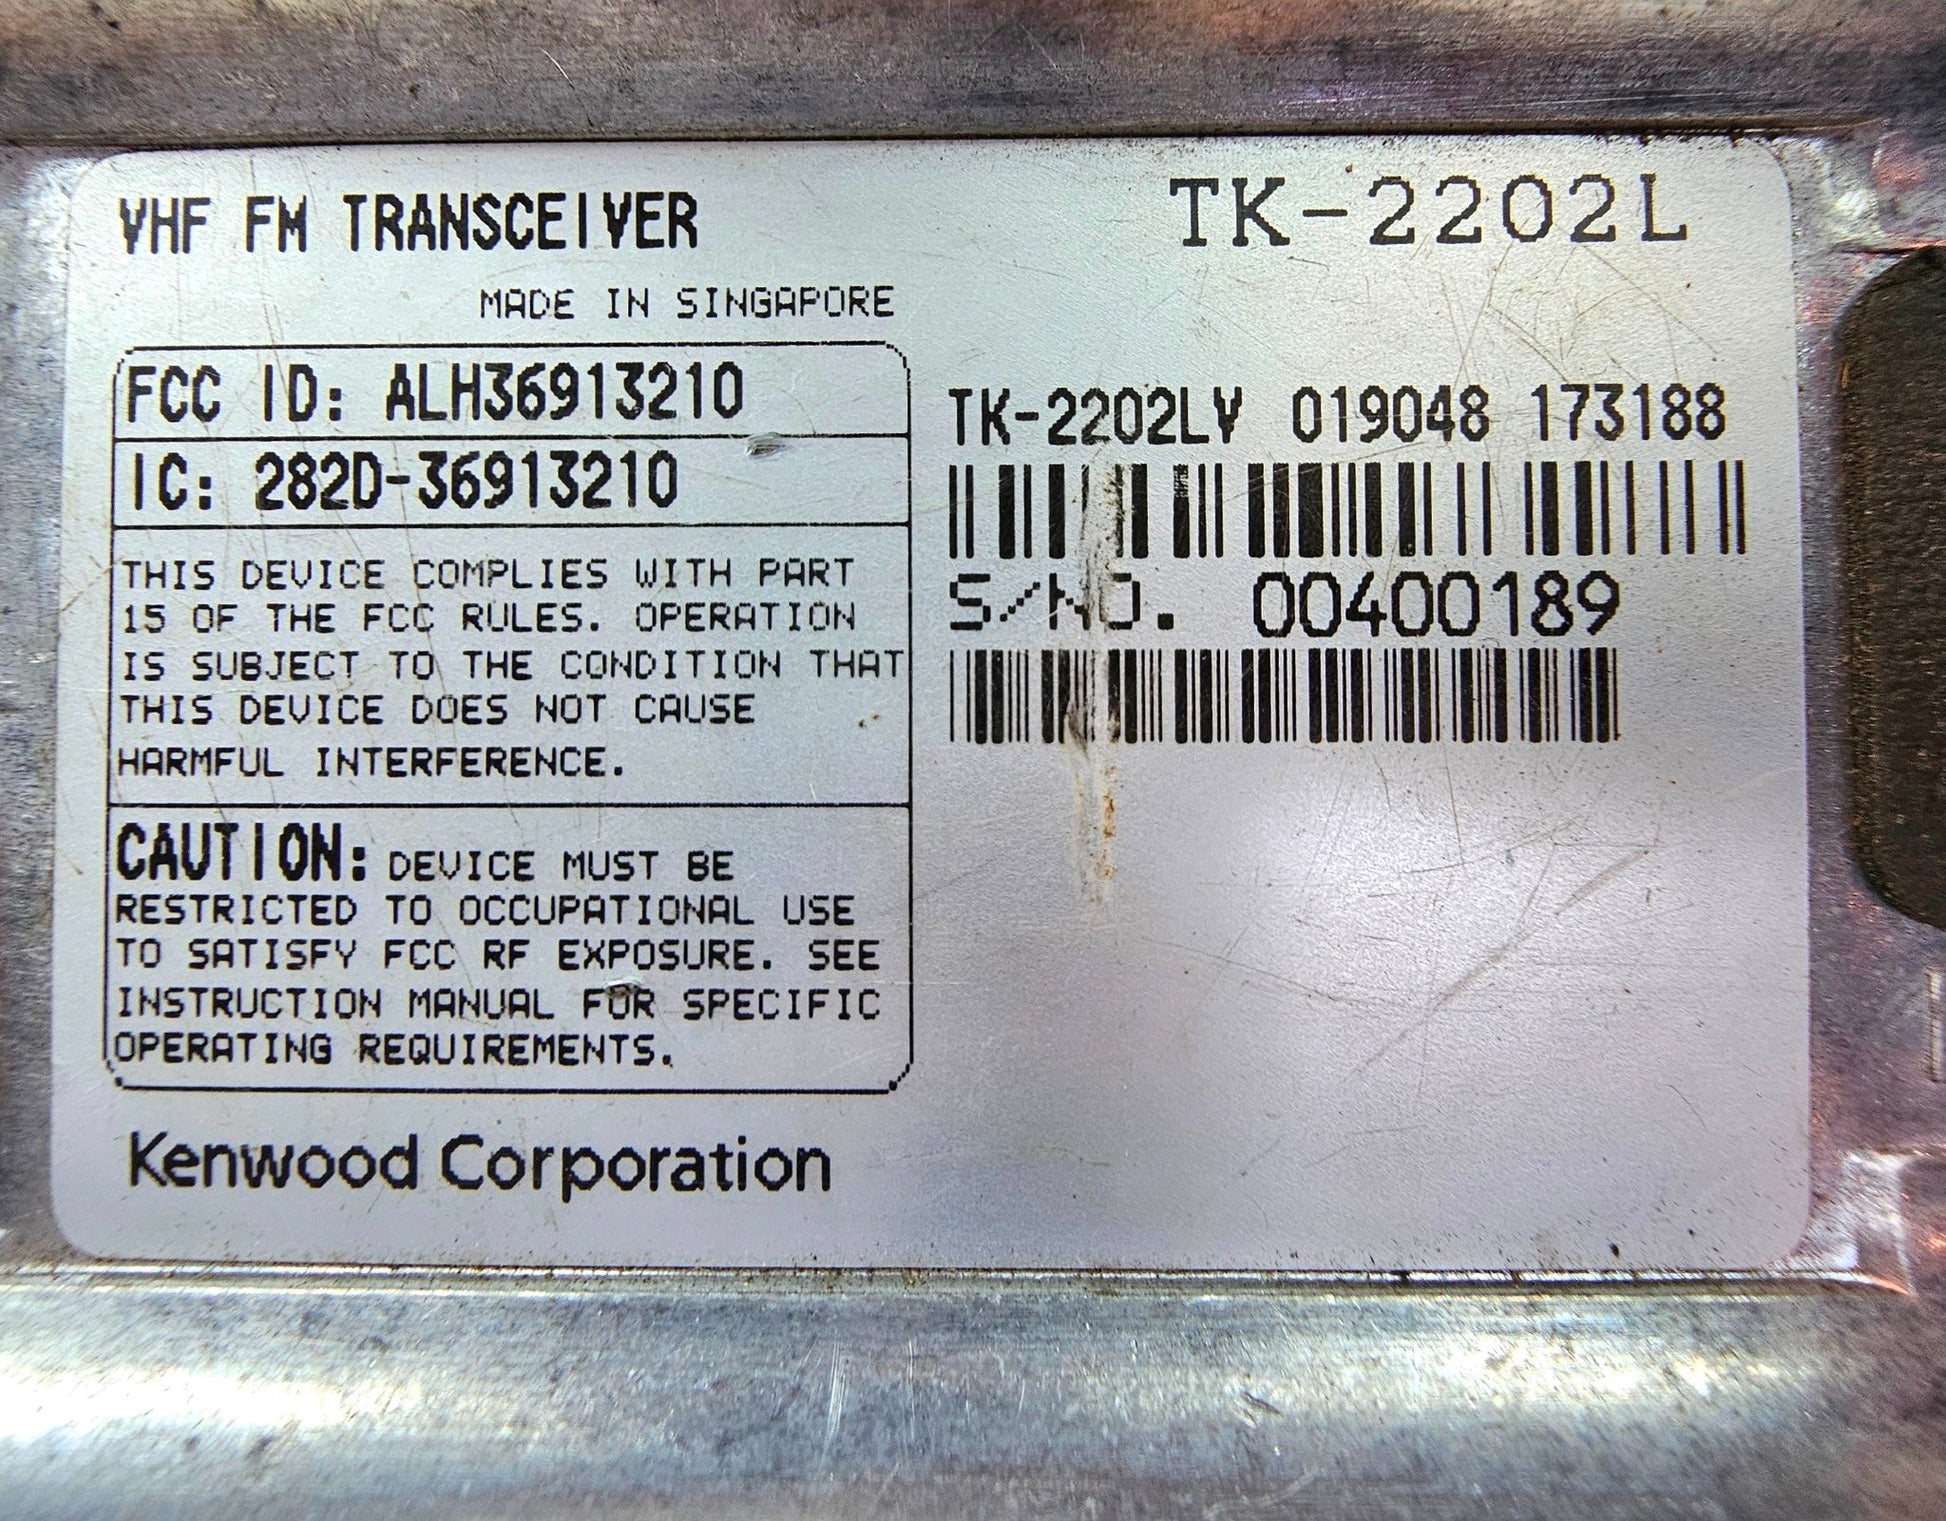 VHF FM TRANSCEIVER
TK-2202L
MADE IN SINGAPORE
FCC ID: ALH36913210
IC: 282D-36913210
THIS DEVICE COMPLIES WITH PART
15 OF THE FCC RULES. OPERATION
IS SUBJECT TO THE CONDITION THAT
THIS DEVICE DOES NOT CAUSE
HARMFUL INTERFERENCE.
CAUTION: DEVICE MUST BE
RESTRICTED TO OCCUPATIONAL USE
TO SATISFY FCC RF EXPOSURE. SEE
INSTRUCTION MANUAL FOR SPECIFIC
OPERATING REQUIREMENTS.
Kenwood Corporation
TK-2202LV 019048 173188
S/NO. 00400189